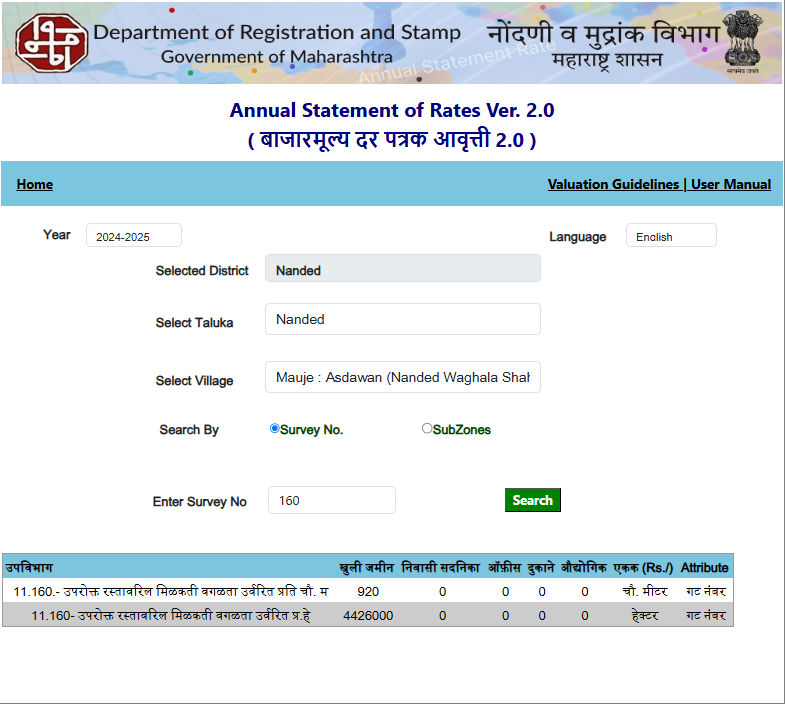 Department of Registration and Stamp
Government of Maharashtra
नोंदणी व मुद्रांक विभाग
महाराष्ट्र शासन
Annual Statement Rate
सत्यमेव जयते
Annual Statement of Rates Ver. 2.0
( बाजारमूल्य दर पत्रक आवृत्ती 2.0 )
Home Valuation Guidelines | User Manual
Year 2024-2025 Language English
Selected District Nanded
Select Taluka Nanded
Select Village Mauje : Asdawan (Nanded Waghala Shah
Search By Survey No. SubZones
Enter Survey No 160 Search
उपविभाग खुली जमीन निवासी सदनिका ऑफ़ीस दुकाने औद्योगिक एकक (Rs./) Attribute
11.160.- उपरोक्त रस्तावरिल मिळकती वगळता उर्वरित प्रति चौ. म 920 0 0 0 0 चौ. मीटर गट नंबर
11.160- उपरोक्त रस्तावरिल मिळकती वगळता उर्वरित प्र.हे 4426000 0 0 0 0 हेक्टर गट नंबर